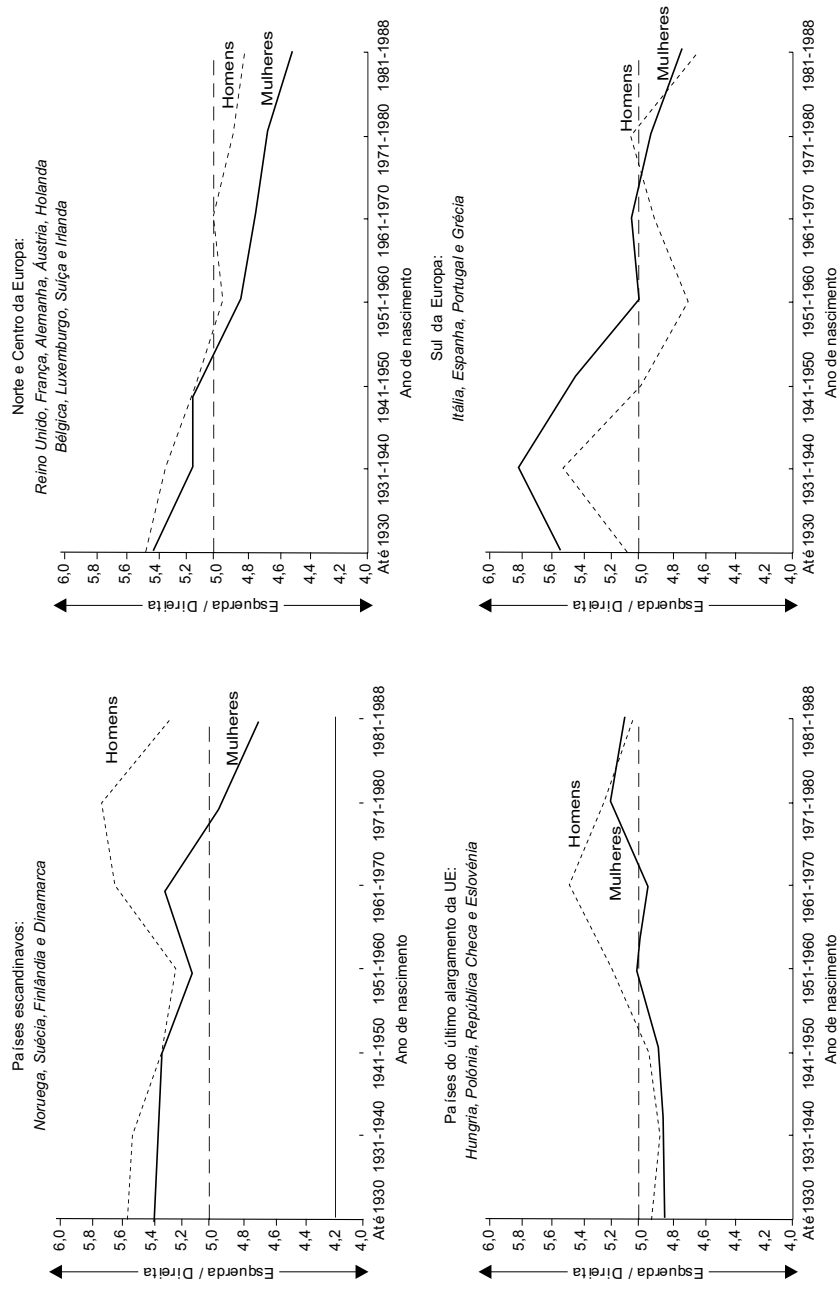 Países escandinavos:
Noruega, Suécia, Finlândia e Dinamarca
Esquerda / Direita
6,0
5,8
5,6
5,4
5,2
5,0
4,8
4,6
4,4
4,2
4,0
Homens
Mulheres
Até1930 1931-1940 1941-1950 1951-1960 1961-1970 1971-1980 1981-1988
Ano de nascimento
Norte e Centro da Europa:
Reino Unido, França, Alemanha, Áustria, Holanda
Bélgica, Luxemburgo, Suíça e Irlanda
Esquerda / Direita
6,0
5,8
5,6
5,4
5,2
5,0
4,8
4,6
4,4
4,2
4,0
Homens
Mulheres
Até1930 1931-1940 1941-1950 1951-1960 1961-1970 1971-1980 1981-1988
Ano de nascimento
Países do último alargamento da UE:
Hungria, Polónia, República Checa e Eslovénia
Esquerda / Direita
6,0
5,8
5,6
5,4
5,2
5,0
4,8
4,6
4,4
4,2
4,0
Homens
Mulheres
Até1930 1931-1940 1941-1950 1951-1960 1961-1970 1971-1980 1981-1988
Ano de nascimento
Sul da Europa:
Itália, Espanha, Portugal e Grécia
Esquerda / Direita
6,0
5,8
5,6
5,4
5,2
5,0
4,8
4,6
4,4
4,2
4,0
Homens
Mulheres
Até1930 1931-1940 1941-1950 1951-1960 1961-1970 1971-1980 1981-1988
Ano de nascimento